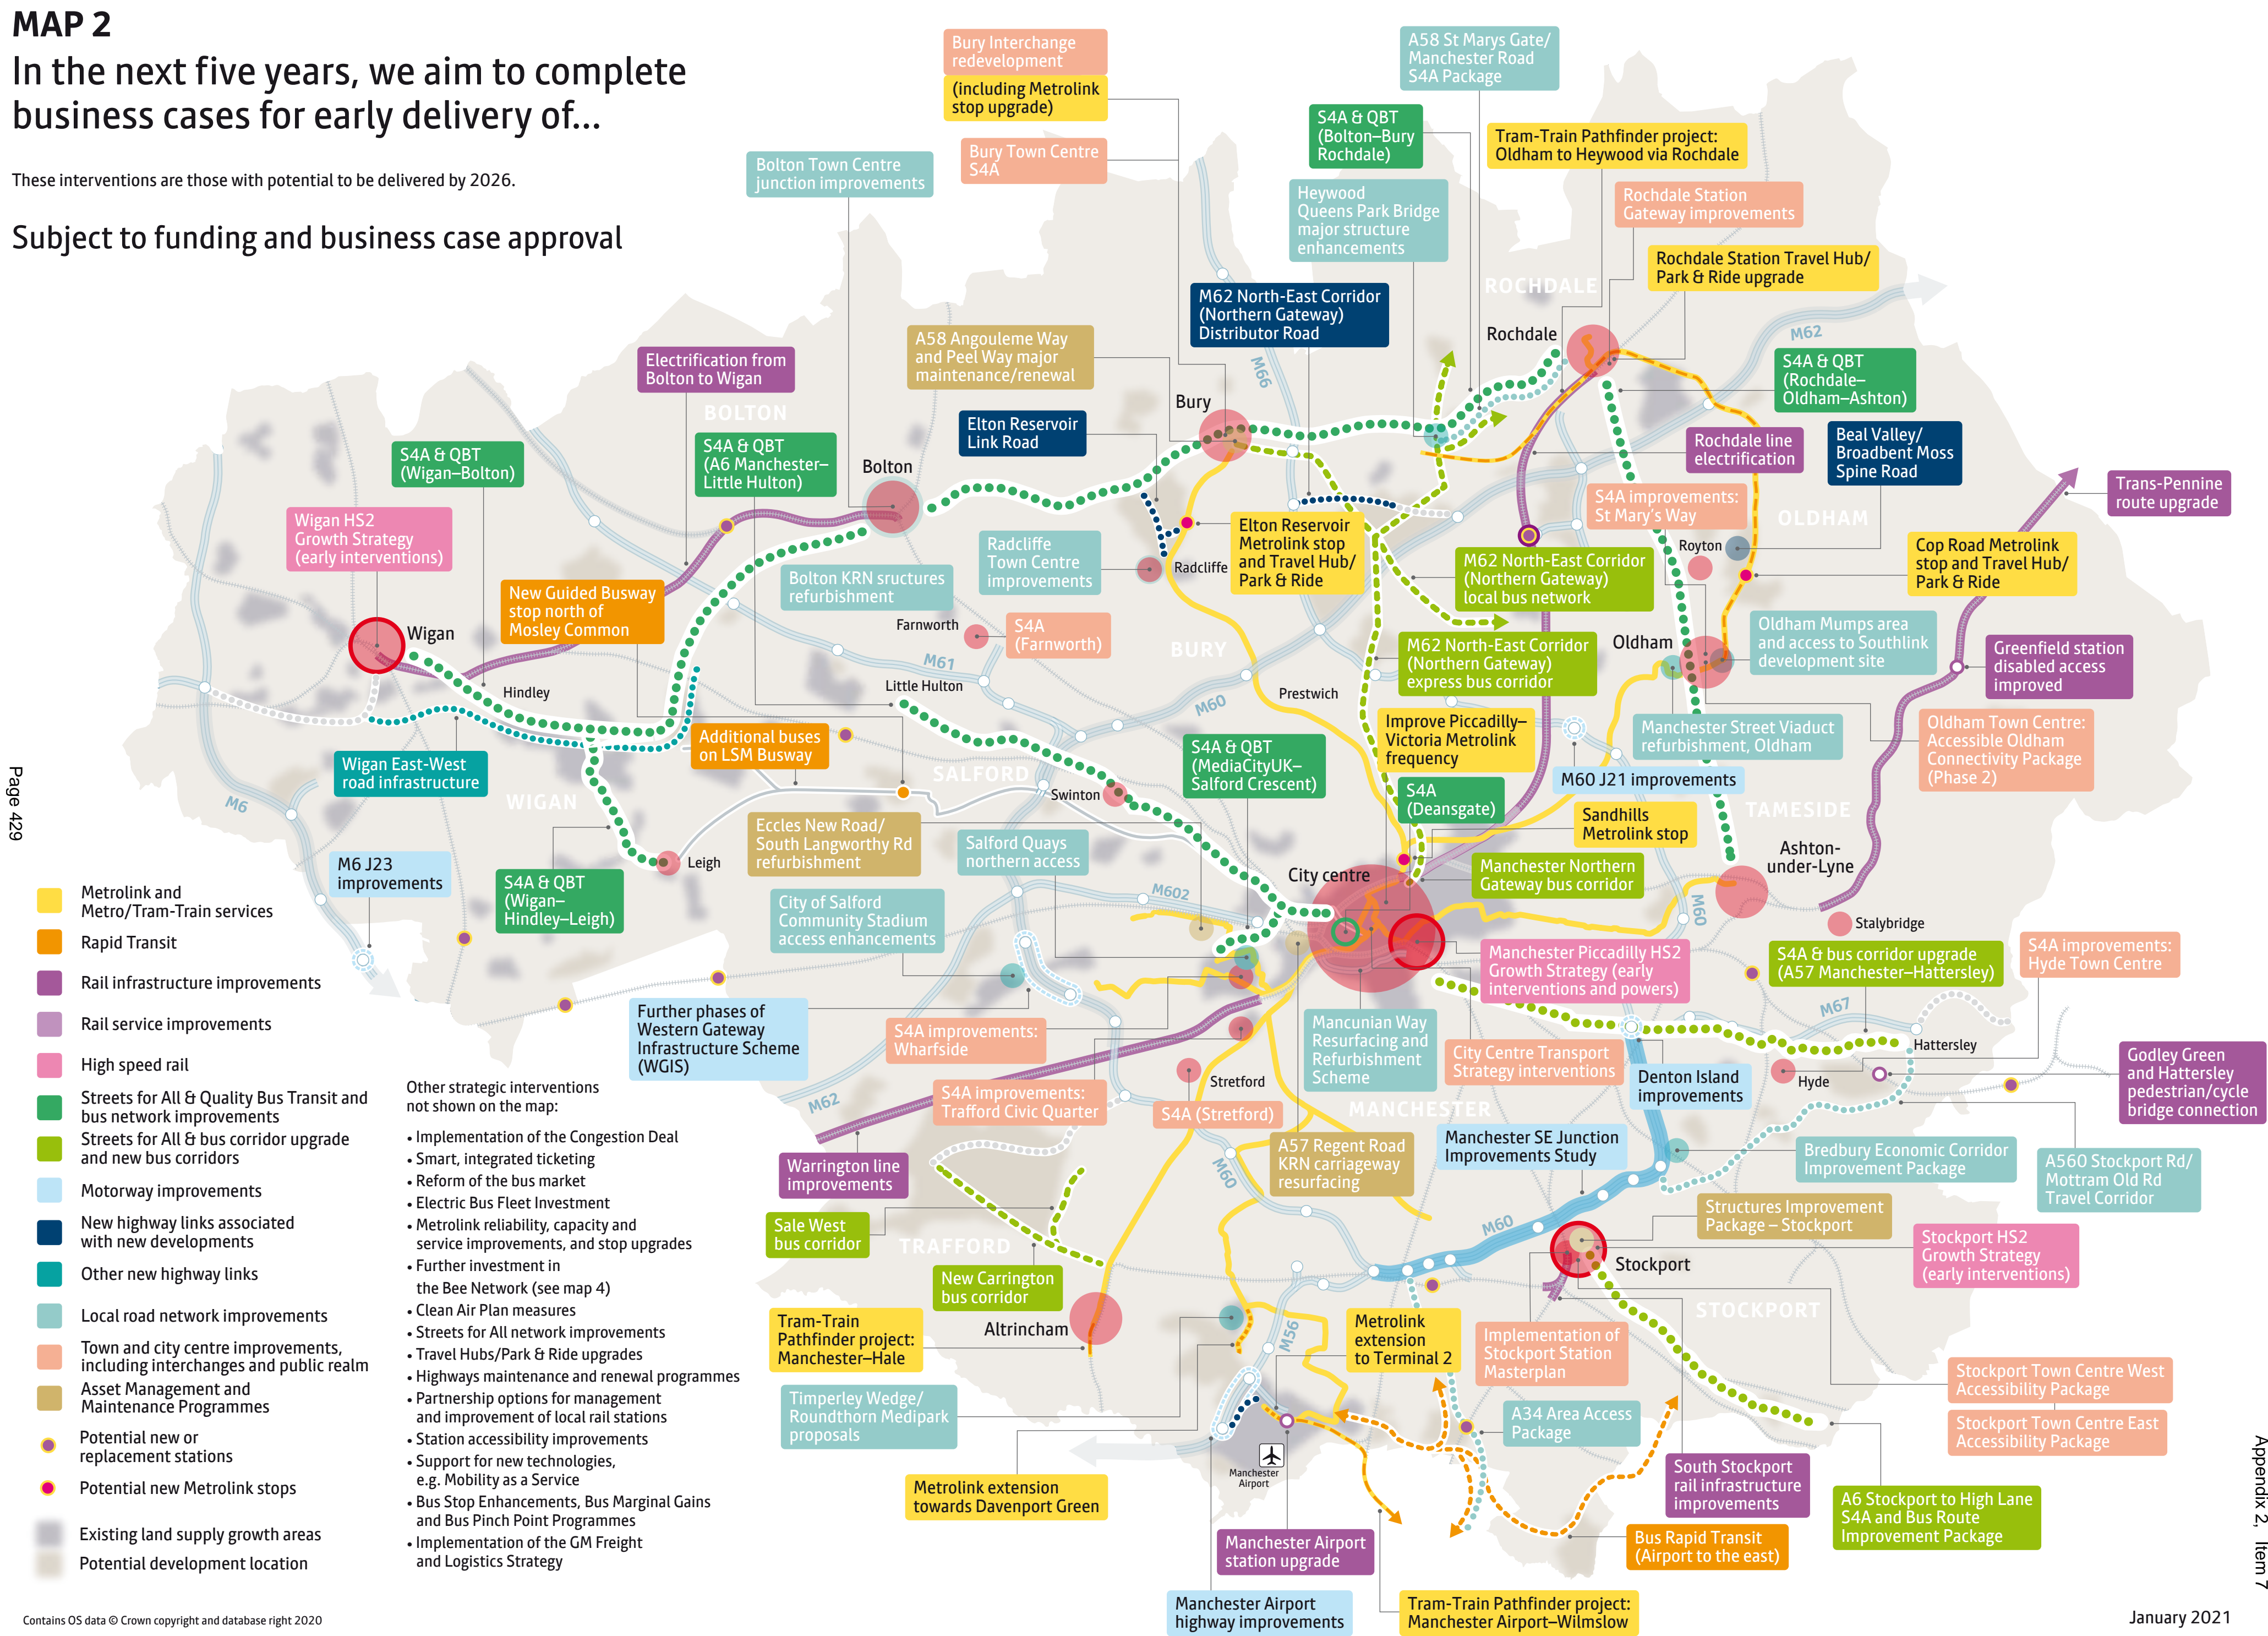 MAP 2
In the next five years, we aim to complete
business cases for early delivery of...
These interventions are those with potential to be delivered by 2026.
Subject to funding and business case approval
Bury Interchange
redevelopment
(including Metrolink
stop upgrade)
Bury Town Centre
S4A
A58 St Marys Gate/
Manchester Road
S4A Package
S4A & QBT
(Bolton–Bury
Rochdale)
Tram-Train Pathfinder project:
Oldham to Heywood via Rochdale
Bolton Town Centre
junction improvements
Heywood
Queens Park Bridge
major structure
enhancements
Rochdale Station
Gateway improvements
Rochdale Station Travel Hub/
Park & Ride upgrade
ROCHDALE
M62 North-East Corridor
(Northern Gateway)
Distributor Road
A58 Angouleme Way
and Peel Way major
maintenance/renewal
Rochdale
M62
M66
Electrification from
Bolton to Wigan
BOLTON
S4A & QBT
(Rochdale–
Oldham–Ashton)
Bury
Elton Reservoir
Link Road
S4A & QBT
(Wigan–Bolton)
S4A & QBT
(A6 Manchester–
Little Hulton)
Bolton
Rochdale line
electrification
Beal Valley/
Broadbent Moss
Spine Road
Trans-Pennine
route upgrade
S4A improvements:
St Mary's Way
OLDHAM
Wigan HS2
Growth Strategy
(early interventions)
Radcliffe
Town Centre
improvements
Radcliffe
Elton Reservoir
Metrolink stop
and Travel Hub/
Park & Ride
Royton
Cop Road Metrolink
stop and Travel Hub/
Park & Ride
M62 North-East Corridor
(Northern Gateway)
local bus network
Bolton KRN sructures
refurbishment
New Guided Busway
stop north of
Mosley Common
Farnworth
S4A
(Farnworth)
Wigan
BURY
M62 North-East Corridor
(Northern Gateway)
express bus corridor
Oldham
Oldham Mumps area
and access to Southlink
development site
Greenfield station
disabled access
improved
M61
Hindley
Little Hulton
M60
Prestwich
Improve Piccadilly–
Victoria Metrolink
frequency
Manchester Street Viaduct
refurbishment, Oldham
Oldham Town Centre:
Accessible Oldham
Connectivity Package
(Phase 2)
Additional buses
on LSM Busway
Wigan East-West
road infrastructure
S4A & QBT
(MediaCityUK–
Salford Crescent)
M60 J21 improvements
SALFORD
WIGAN
M6
Swinton
S4A
(Deansgate)
Sandhills
Metrolink stop
TAMESIDE
Eccles New Road/
South Langworthy Rd
refurbishment
Salford Quays
northern access
Leigh
Manchester Northern
Gateway bus corridor
Ashton-
under-Lyne
M6 J23
improvements
S4A & QBT
(Wigan–
Hindley–Leigh)
City of Salford
Community Stadium
access enhancements
M602
City centre
M60
Stalybridge
Manchester Piccadilly HS2
Growth Strategy (early
interventions and powers)
S4A & bus corridor upgrade
(A57 Manchester–Hattersley)
S4A improvements:
Hyde Town Centre
M67
Further phases of
Western Gateway
Infrastructure Scheme
(WGIS)
S4A improvements:
Wharfside
Mancunian Way
Resurfacing and
Refurbishment
Scheme
City Centre Transport
Strategy interventions
Denton Island
improvements
Hattersley
Hyde
Godley Green
and Hattersley
pedestrian/cycle
bridge connection
M62
S4A improvements:
Trafford Civic Quarter
Stretford
S4A (Stretford)
MANCHESTER
Warrington line
improvements
A57 Regent Road
KRN carriageway
resurfacing
Manchester SE Junction
Improvements Study
Bredbury Economic Corridor
Improvement Package
A560 Stockport Rd/
Mottram Old Rd
Travel Corridor
M60
Sale West
bus corridor
TRAFFORD
M60
Structures Improvement
Package – Stockport
Stockport HS2
Growth Strategy
(early interventions)
Stockport
New Carrington
bus corridor
STOCKPORT
Tram-Train
Pathfinder project:
Manchester–Hale
Altrincham
M56
Metrolink
extension
to Terminal 2
Implementation of
Stockport Station
Masterplan
Stockport Town Centre West
Accessibility Package
Timperley Wedge/
Roundthorn Medipark
proposals
A34 Area Access
Package
Stockport Town Centre East
Accessibility Package
Manchester
Airport
Metrolink extension
towards Davenport Green
South Stockport
rail infrastructure
improvements
A6 Stockport to High Lane
S4A and Bus Route
Improvement Package
Manchester Airport
station upgrade
Bus Rapid Transit
(Airport to the east)
Manchester Airport
highway improvements
Tram-Train Pathfinder project:
Manchester Airport–Wilmslow
Metrolink and
Metro/Tram-Train services
Rapid Transit
Rail infrastructure improvements
Rail service improvements
High speed rail
Streets for All & Quality Bus Transit and
bus network improvements
Streets for All & bus corridor upgrade
and new bus corridors
Motorway improvements
New highway links associated
with new developments
Other new highway links
Local road network improvements
Town and city centre improvements,
including interchanges and public realm
Asset Management and
Maintenance Programmes
Potential new or
replacement stations
Potential new Metrolink stops
Existing land supply growth areas
Potential development location
Other strategic interventions
not shown on the map:
• Implementation of the Congestion Deal
• Smart, integrated ticketing
• Reform of the bus market
• Electric Bus Fleet Investment
• Metrolink reliability, capacity and
service improvements, and stop upgrades
• Further investment in
the Bee Network (see map 4)
• Clean Air Plan measures
• Streets for All network improvements
• Travel Hubs/Park & Ride upgrades
• Highways maintenance and renewal programmes
• Partnership options for management
and improvement of local rail stations
• Station accessibility improvements
• Support for new technologies,
e.g. Mobility as a Service
• Bus Stop Enhancements, Bus Marginal Gains
and Bus Pinch Point Programmes
• Implementation of the GM Freight
and Logistics Strategy
Contains OS data © Crown copyright and database right 2020
January 2021
Page 429
Appendix 2, Item 7